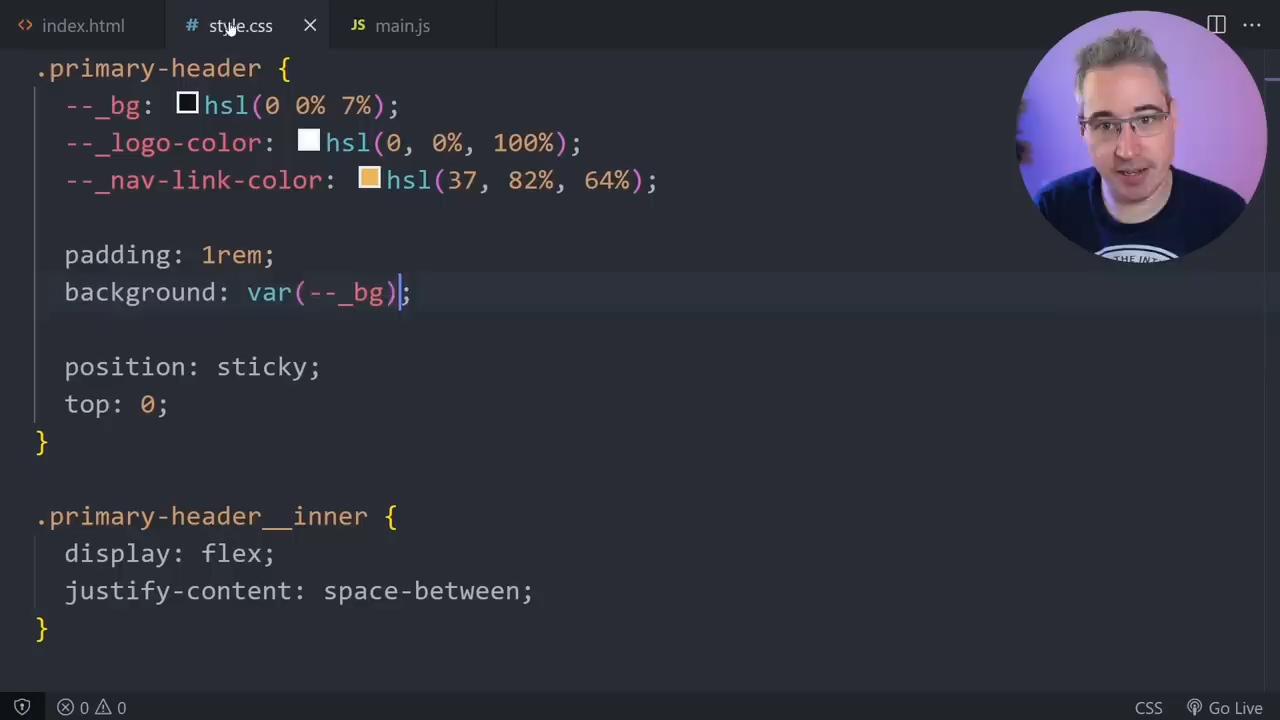 index.html
# style.css
JS main.js
.primary-header {
--_bg: hsl(0 0% 7%);
--_logo-color: hsl(0, 0%, 100%);
--_nav-link-color: hsl(37, 82%, 64%);
padding: 1rem;
background: var(--_bg);
position: sticky;
top: 0;
}
.primary-header__inner {
display: flex;
justify-content: space-between;
}
THE INT
0 0
CSS
Go Live